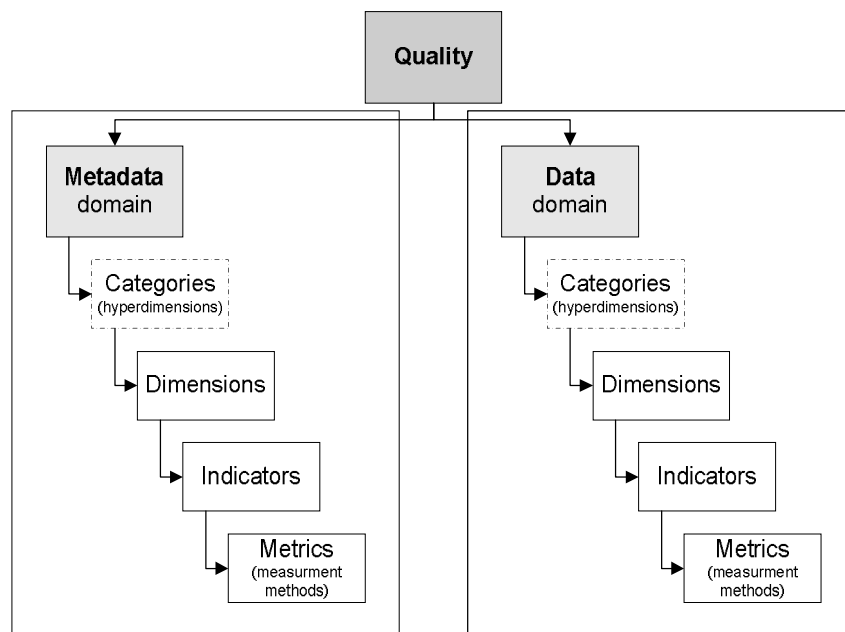 Quality
Metadata
domain
Categories
(hyperdimensions)
Dimensions
Indicators
Metrics
(measurment
methods)
Data
domain
Categories
(hyperdimensions)
Dimensions
Indicators
Metrics
(measurment
methods)